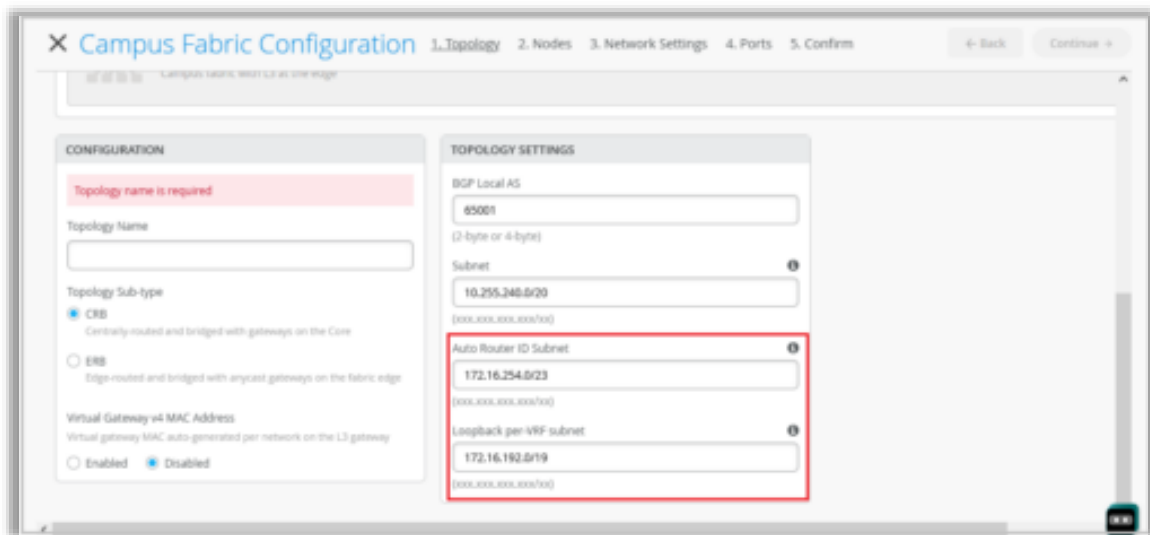 × Campus Fabric Configuration 1. Topology 2. Nodes 3. Network Settings 4. Ports 5. Confirm ← Back Continue →
Campus fabric with L3 at the edge
CONFIGURATION
Topology name is required
Topology Name
Topology Sub-type
CRB
Centrally-routed and bridged with gateways on the Core
ERB
Edge-routed and bridged with anycast gateways on the fabric edge
Virtual Gateway v4 MAC Address
Virtual gateway MAC auto-generated per network on the L3 gateway
Enabled Disabled
TOPOLOGY SETTINGS
BGP Local AS
65001
(2-byte or 4-byte)
Subnet
10.255.240.0/20
(xxx.xxx.xxx.xxx/xx)
Auto Router ID Subnet
172.16.254.0/23
(xxx.xxx.xxx.xxx/xx)
Loopback per-VRF subnet
172.16.192.0/19
(xxx.xxx.xxx.xxx/xx)